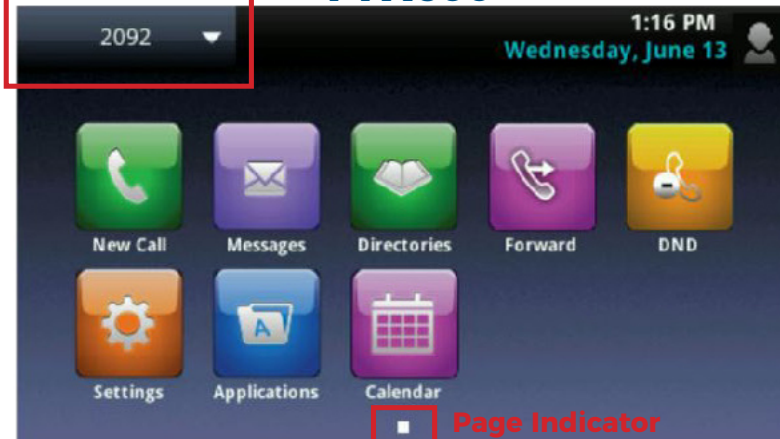 2092
1:16 PM
Wednesday, June 13
New Call
Messages
Directories
Forward
DND
A
Settings
Applications
Calendar
Page Indicator